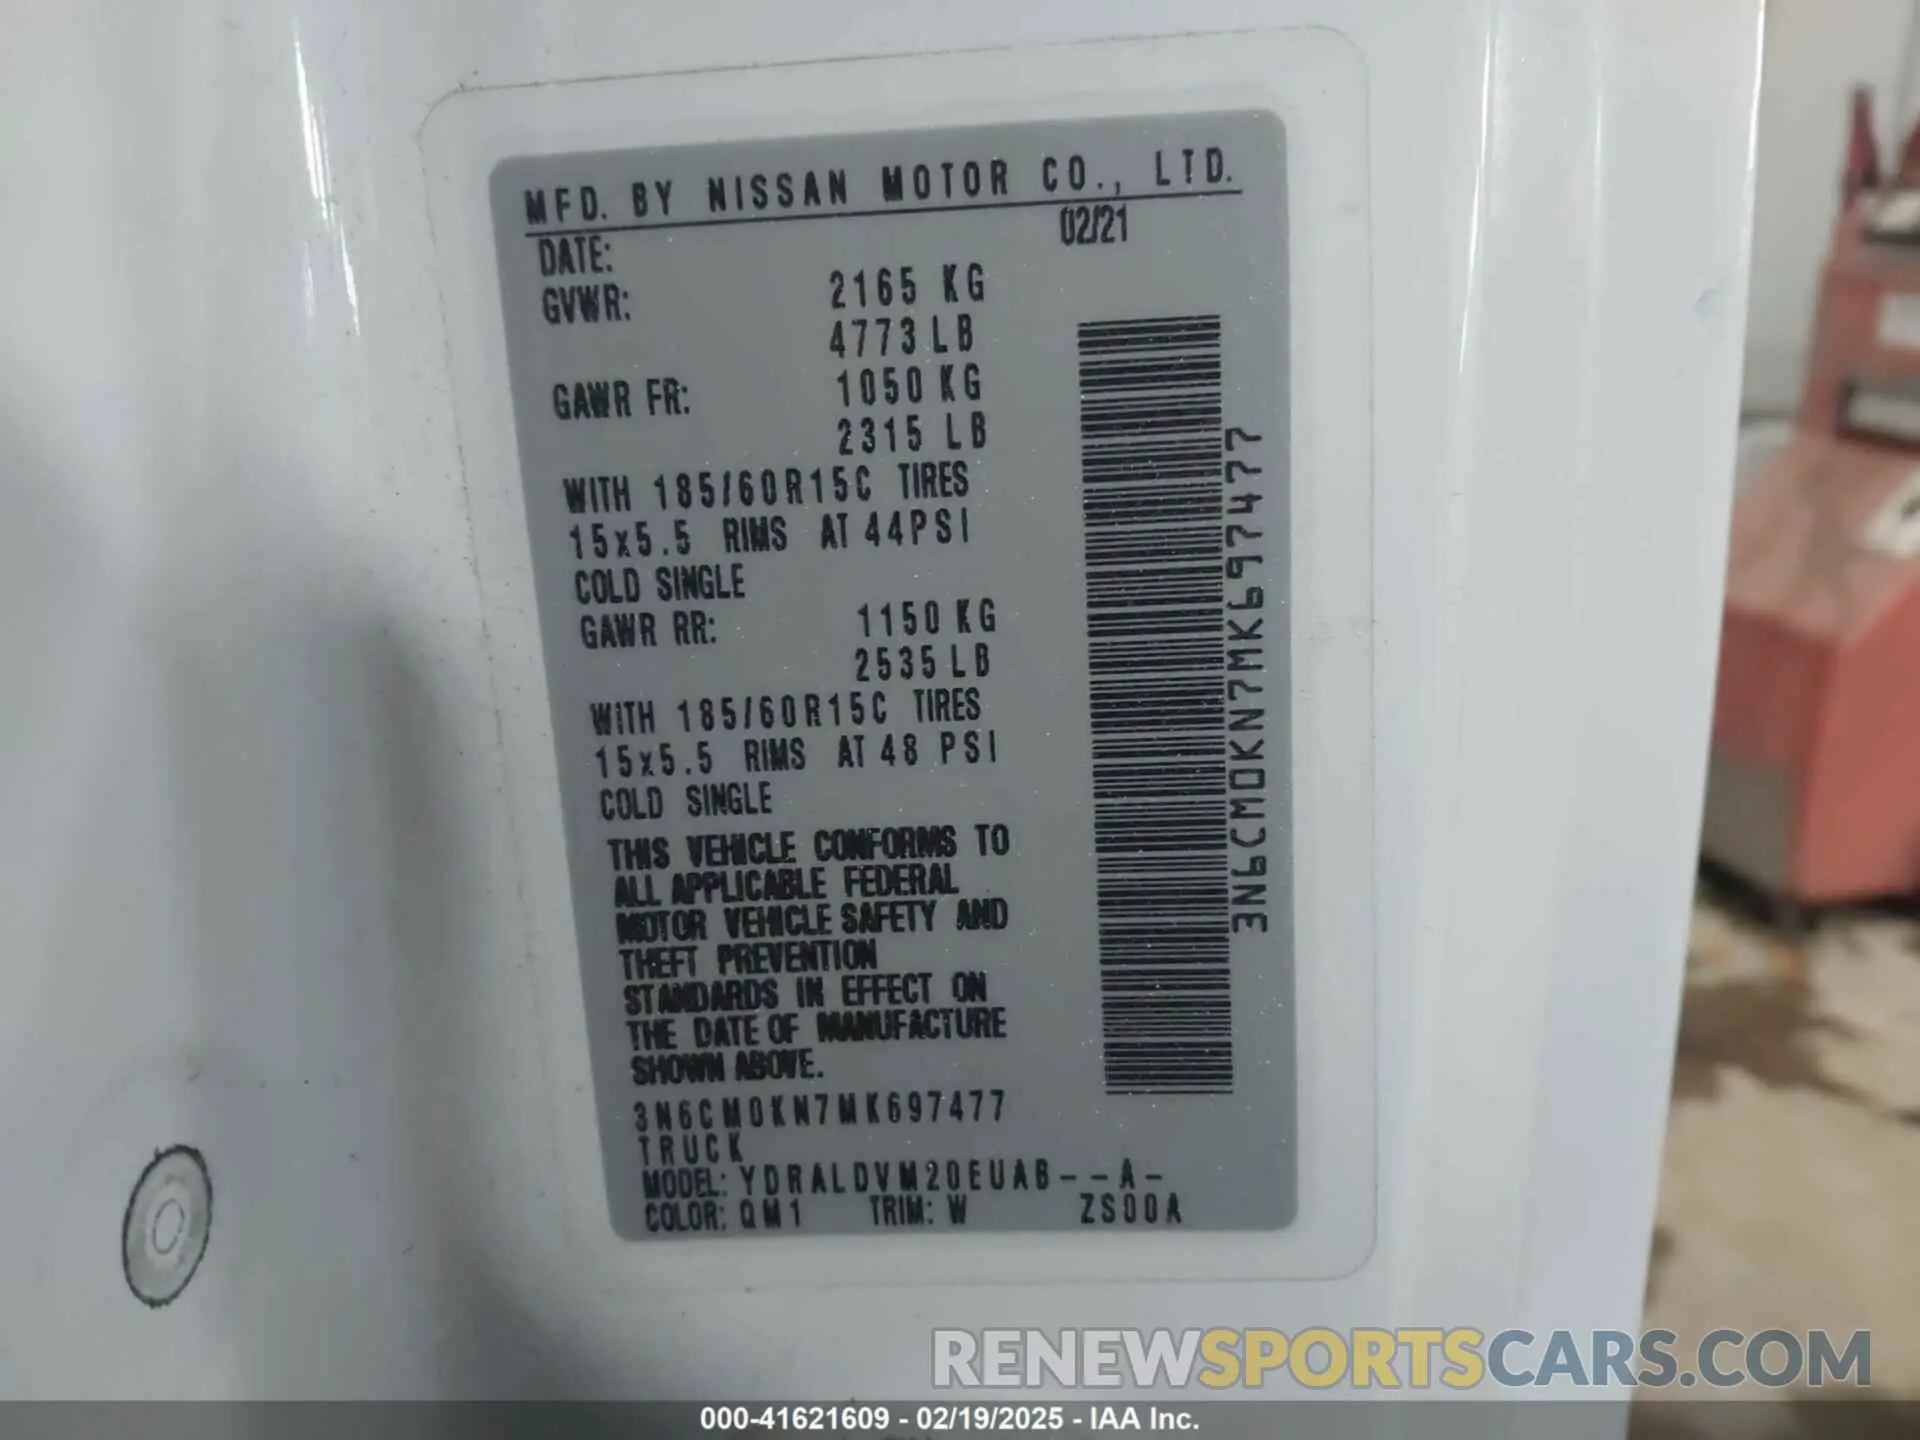 MFD. BY NISSAN MOTOR CO., LTD.
DATE: 02/21
GVWR: 2165 KG
4773 LB
GAWR FR: 1050 KG
2315 LB
WITH 185/60R15C TIRES
15x5.5 RIMS AT 44PSI
COLD SINGLE
GAWR RR: 1150 KG
2535 LB
WITH 185/60R15C TIRES
15x5.5 RIMS AT 48 PSI
COLD SINGLE
THIS VEHICLE CONFORMS TO
ALL APPLICABLE FEDERAL
MOTOR VEHICLE SAFETY AND
THEFT PREVENTION
STANDARDS IN EFFECT ON
THE DATE OF MANUFACTURE
SHOWN ABOVE.
3N6CM0KN7MK697477
TRUCK
MODEL: YDRALDVM20EUAB--A-
COLOR: QM1 TRIM: W ZS00A
3N6CM0KN7MK697477
RENEWSPORTSCARS.COM
000-41621609 - 02/19/2025 - IAA Inc.